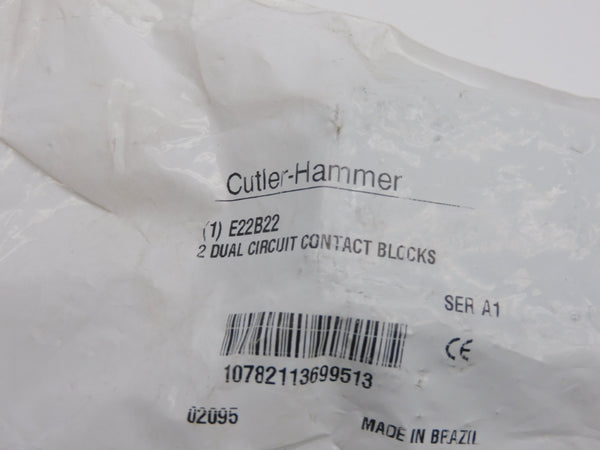 Cutler-Hammer
(1) E22B22
2 DUAL CIRCUIT CONTACT BLOCKS
SER A1
CE
10782113699513
02095
MADE IN BRAZIL